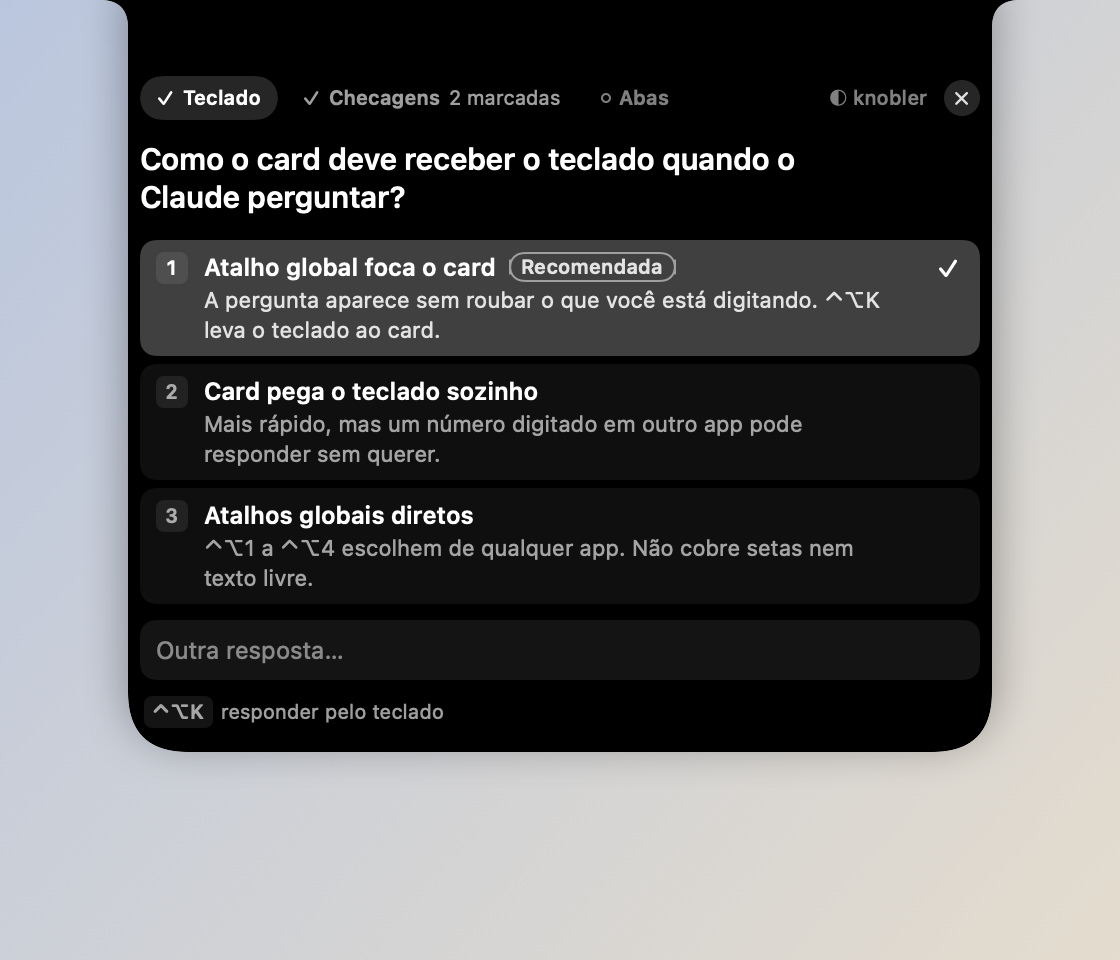 Teclado Checagens 2 marcadas Abas knobler
Como o card deve receber o teclado quando o
Claude perguntar?
1 Atalho global foca o card Recomendada
A pergunta aparece sem roubar o que você está digitando. ⌃⌥K
leva o teclado ao card.
2 Card pega o teclado sozinho
Mais rápido, mas um número digitado em outro app pode
responder sem querer.
3 Atalhos globais diretos
⌃⌥1 a ⌃⌥4 escolhem de qualquer app. Não cobre setas nem
texto livre.
Outra resposta...
⌃⌥K responder pelo teclado